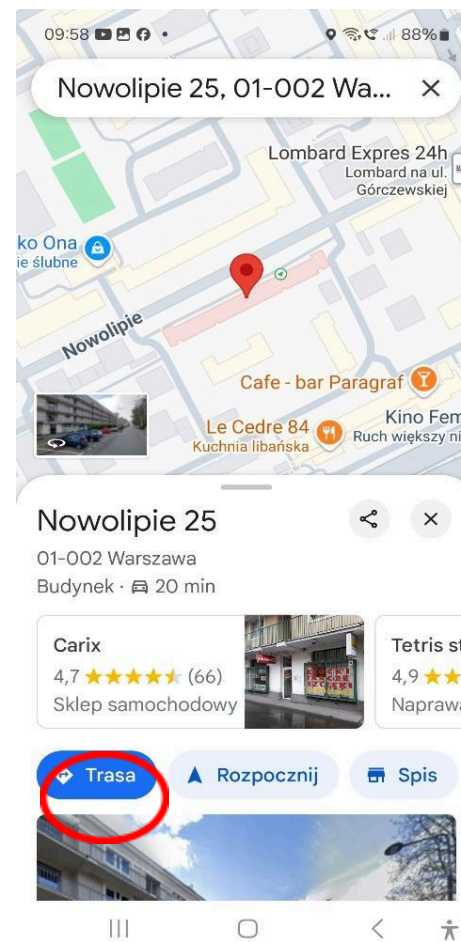 09:58
88%
Nowolipie 25, 01-002 Wa...
Lombard Expres 24h
Lombard na ul.
Górczewskiej
ko Ona
ie ślubne
Nowolipie
Cafe - bar Paragraf
Le Cedre 84
Kuchnia libańska
Kino Fem
Ruch większy ni
Nowolipie 25
01-002 Warszawa
Budynek · 20 min
Carix
4,7 (66)
Sklep samochodowy
Tetris st
4,9
Naprawa
Trasa
Rozpocznij
Spis